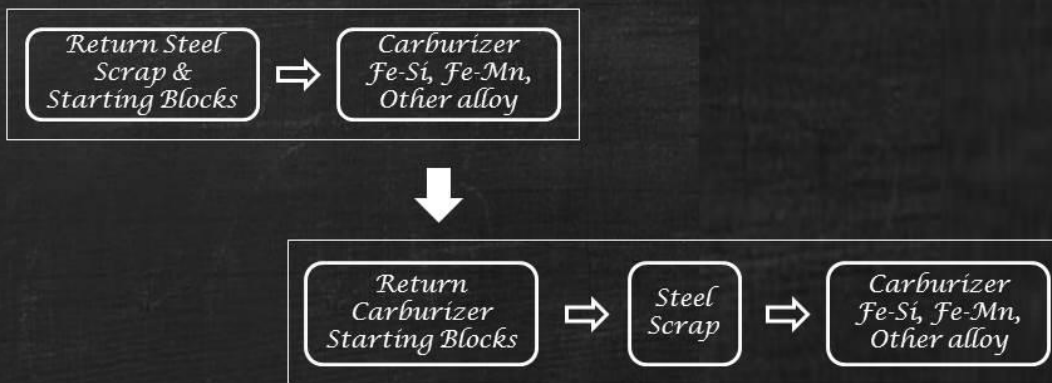 Return Steel
Scrap &
Starting Blocks
Carburizer
Fe-Si, Fe-Mn,
Other alloy
Return
Carburizer
Starting Blocks
Steel
Scrap
Carburizer
Fe-Si, Fe-Mn,
Other alloy